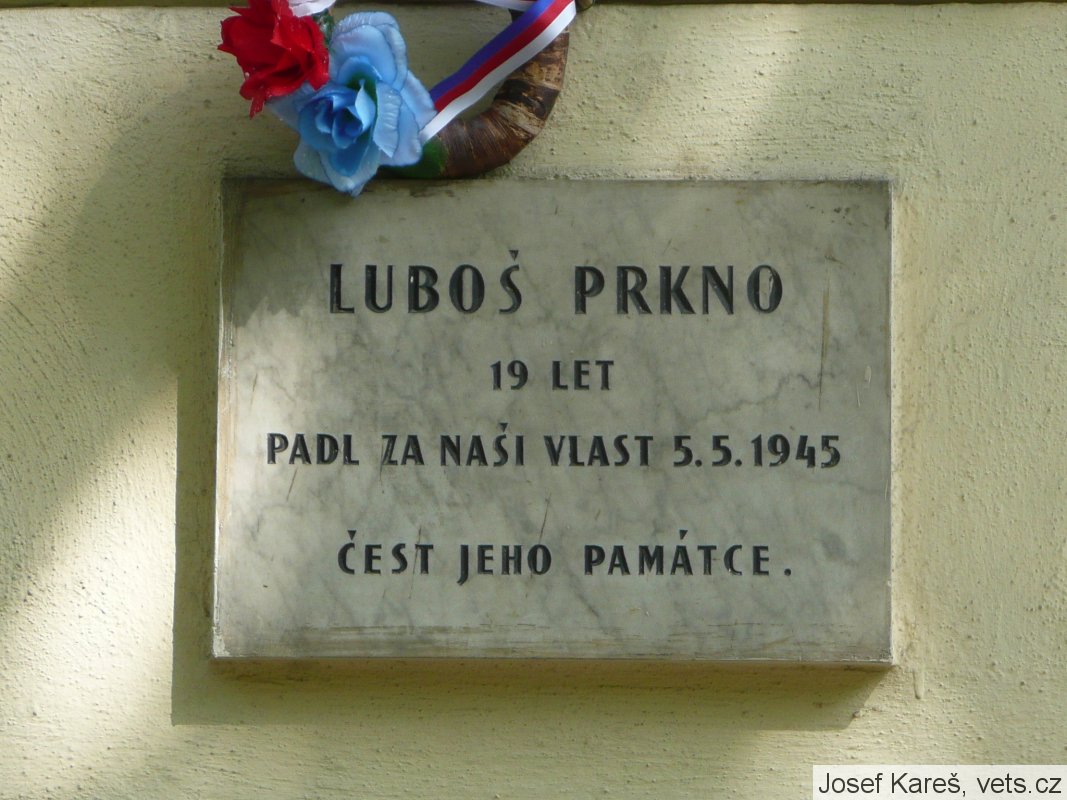 LUBOŠ PRKNO
19 LET
PADL ZA NAŠI VLAST 5.5.1945
ČEST JEHO PAMÁTCE.
Josef Kareš, vets.cz